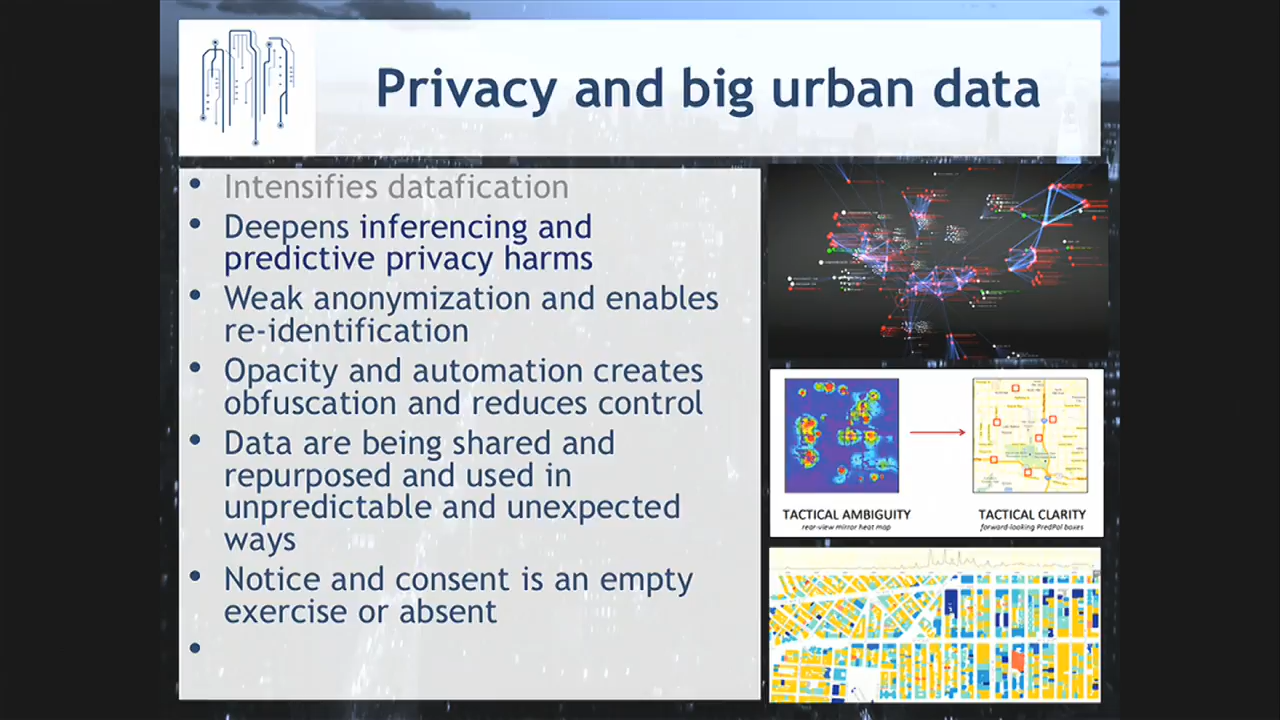 Privacy and big urban data
• Intensifies datafication
• Deepens inferencing and
predictive privacy harms
• Weak anonymization and enables
re-identification
• Opacity and automation creates
obfuscation and reduces control
• Data are being shared and
repurposed and used in
unpredictable and unexpected
ways
• Notice and consent is an empty
exercise or absent
•
TACTICAL AMBIGUITY
rear-view mirror heat map
TACTICAL CLARITY
forward-looking PredPol boxes